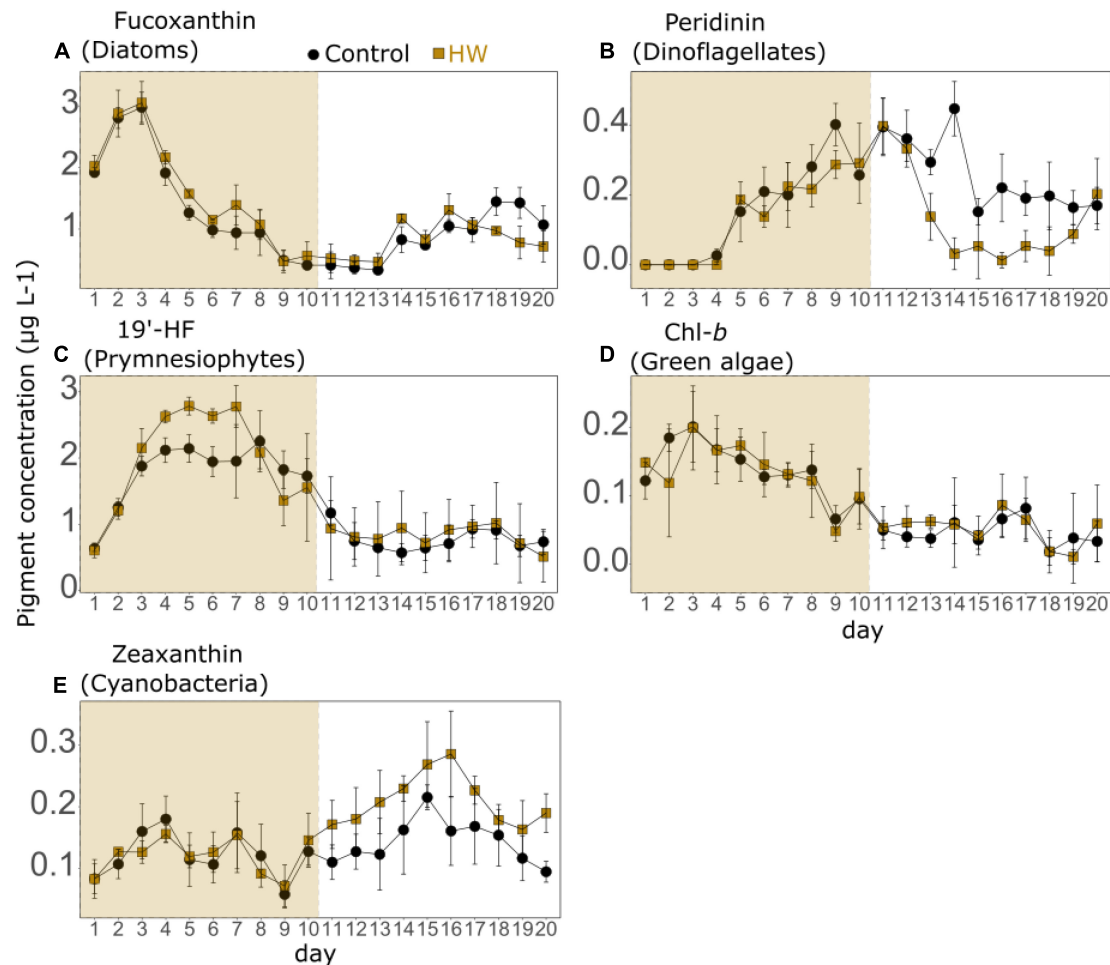 Fucoxanthin
A (Diatoms)
Control HW
Peridinin
B (Dinoflagellates)
3
2
1
1 2 3 4 5 6 7 8 9 10 11 12 13 14 15 16 17 18 19 20
0.4
0.2
0.0
1 2 3 4 5 6 7 8 9 10 11 12 13 14 15 16 17 18 19 20
Pigment concentration (µg L-1)
19'-HF
C (Prymnesiophytes)
3
2
1
0
1 2 3 4 5 6 7 8 9 10 11 12 13 14 15 16 17 18 19 20
Chl-b
D (Green algae)
0.2
0.1
0.0
1 2 3 4 5 6 7 8 9 10 11 12 13 14 15 16 17 18 19 20
day
Zeaxanthin
E (Cyanobacteria)
0.3
0.2
0.1
1 2 3 4 5 6 7 8 9 10 11 12 13 14 15 16 17 18 19 20
day